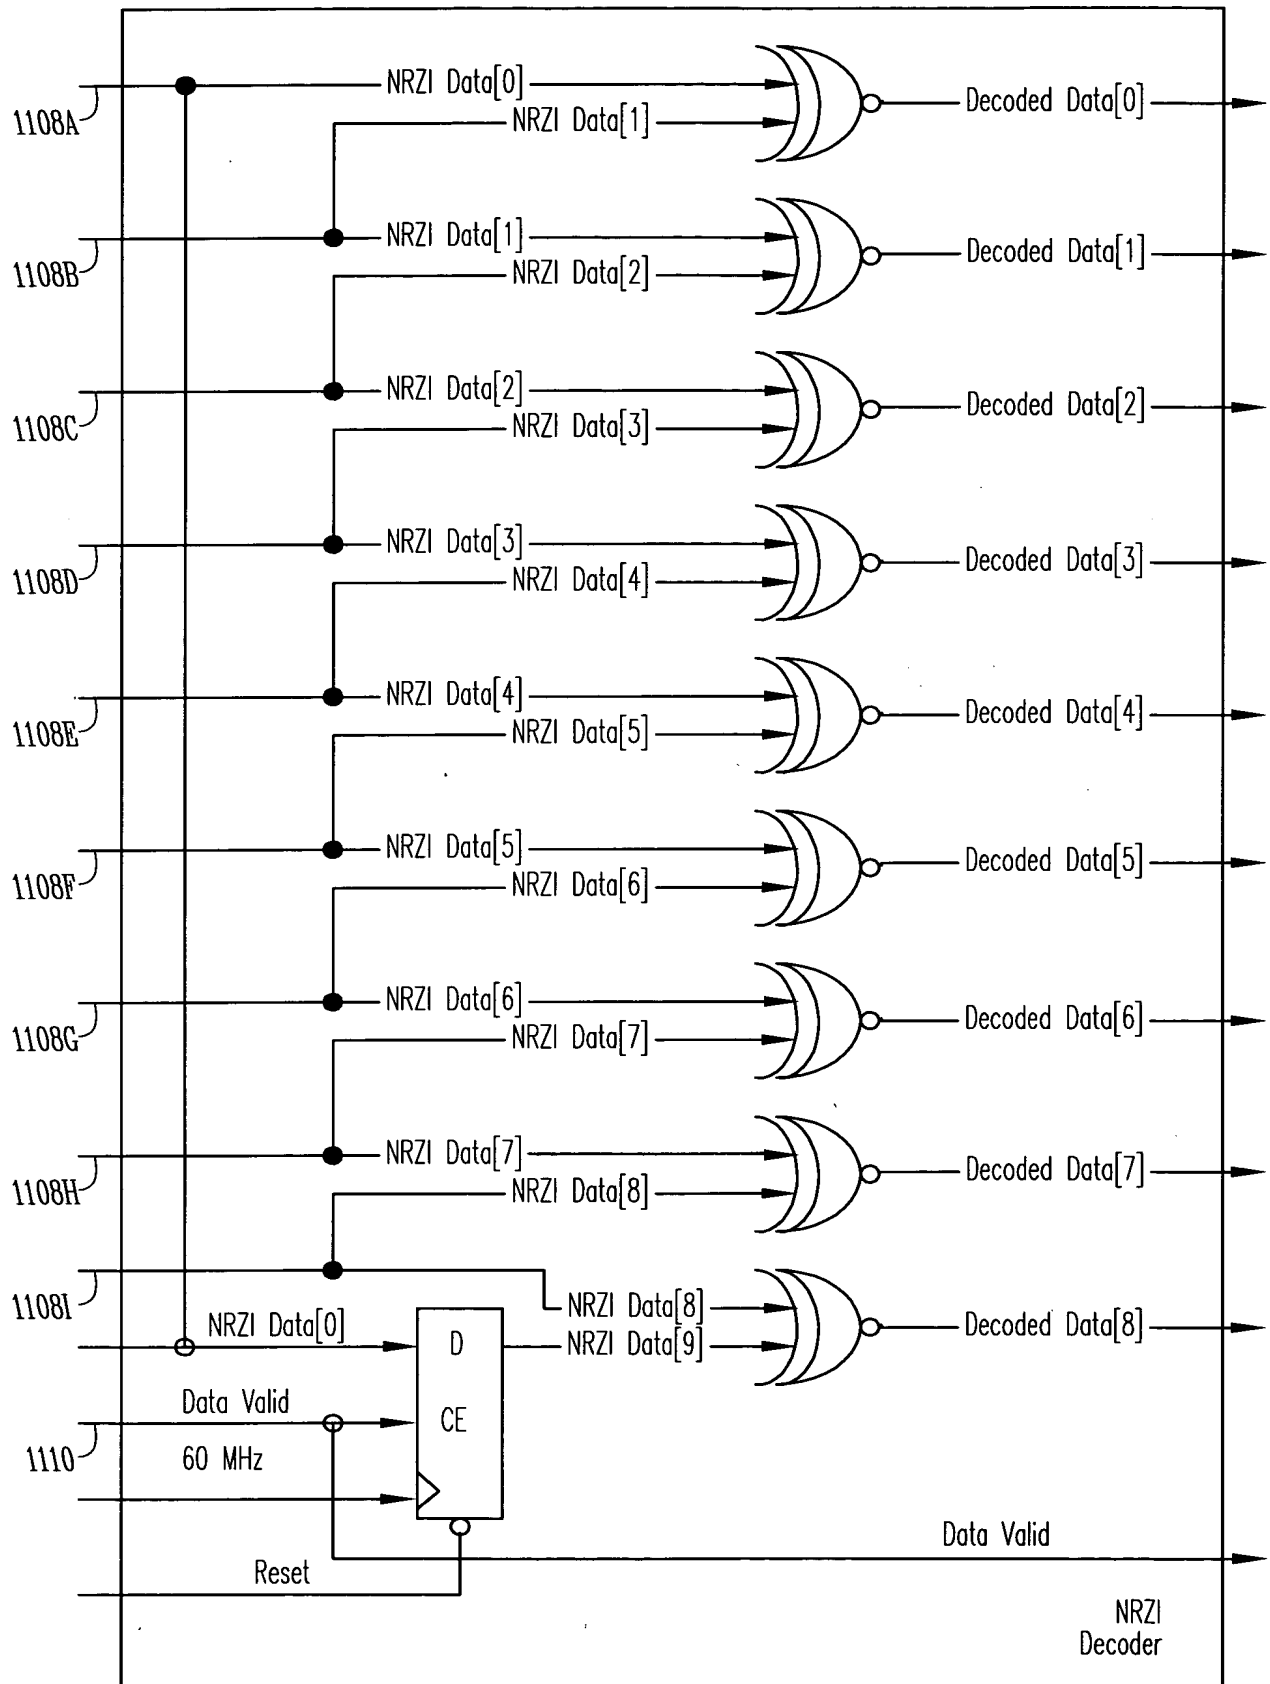 NRZI Data[0]
Decoded Data[0]
1108A
NRZI Data[1]
NRZI Data[1]
Decoded Data[1]
1108B
NRZI Data[2]
NRZI Data[2]
Decoded Data[2]
1108C
NRZI Data[3]
NRZI Data[3]
Decoded Data[3]
1108D
NRZI Data[4]
NRZI Data[4]
Decoded Data[4]
1108E
NRZI Data[5]
NRZI Data[5]
Decoded Data[5]
1108F
NRZI Data[6]
NRZI Data[6]
Decoded Data[6]
1108G
NRZI Data[7]
NRZI Data[7]
Decoded Data[7]
1108H
NRZI Data[8]
1108I
NRZI Data[8]
Decoded Data[8]
NRZI Data[0]
D
NRZI Data[9]
Data Valid
CE
1110
60 MHz
Data Valid
Reset
NRZI
Decoder